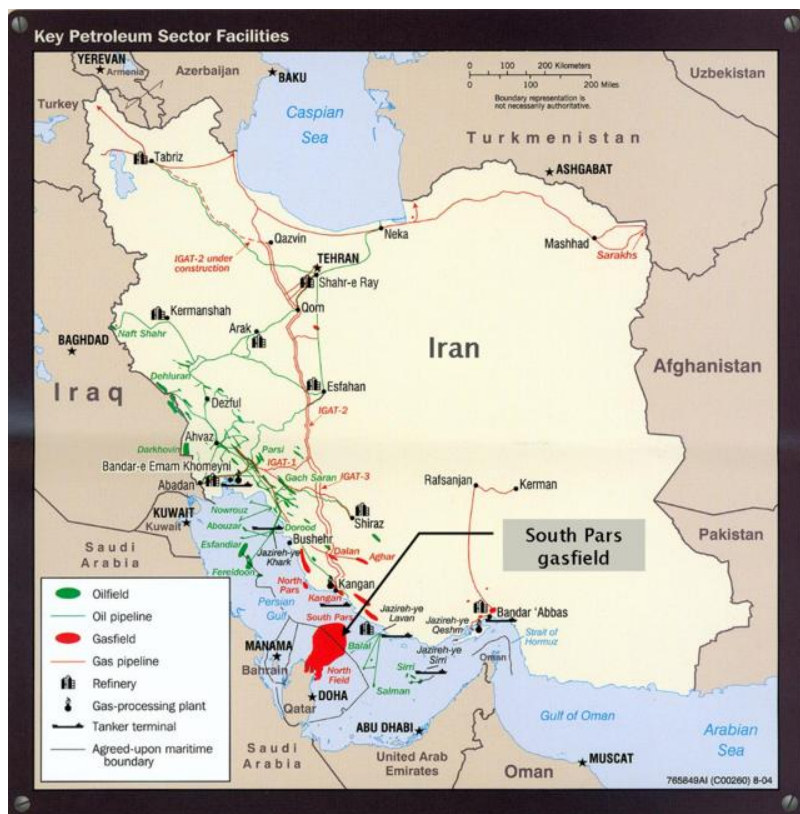 Key Petroleum Sector Facilities
YEREVAN
Armenia
Azerbaijan
BAKU
Uzbekistan
Turkey
Caspian
Sea
0 100 200 Kilometers
0 100 200 Miles
Boundary representation is
not necessarily authoritative.
Turkmenistan
ASHGABAT
Tabriz
Qazvin
Neka
Mashhad
Sarakhs
IGAT-2 under
construction
TEHRAN
Shahr-e Ray
Kermanshah
Qom
Naft Shahr
Arak
BAGHDAD
Iran
Afghanistan
Iraq
Dehluran
Esfahan
Dezful
IGAT-2
Ahvaz
Darkhovin
Parsi
Bandar-e Emam Khomeyni
IGAT-1
IGAT-3
Gach Saran
Abadan
Rafsanjan
Kerman
KUWAIT
Kuwait
Nowrouz
Abouzar
Dorood
Shiraz
Esfandiar
Bushehr
Jazireh-ye
Khark
Fereidoon
Dalan
Aghar
South Pars
gasfield
Pakistan
Saudi
Arabia
North
Pars
Kangan
Kangan
Persian
Gulf
South Pars
Jazireh-ye
Lavan
Jazireh-ye
Qeshm
Bandar 'Abbas
Balal
Strait of
Hormuz
MANAMA
Bahrain
North
Field
Sirri
Jazireh-ye
Sirri
Oman
DOHA
Qatar
Salman
Gulf of Oman
Arabian
Sea
ABU DHABI
Saudi
Arabia
United Arab
Emirates
MUSCAT
Oman
Oilfield
Oil pipeline
Gasfield
Gas pipeline
Refinery
Gas-processing plant
Tanker terminal
Agreed-upon maritime
boundary
765849AI (C00260) 8-04